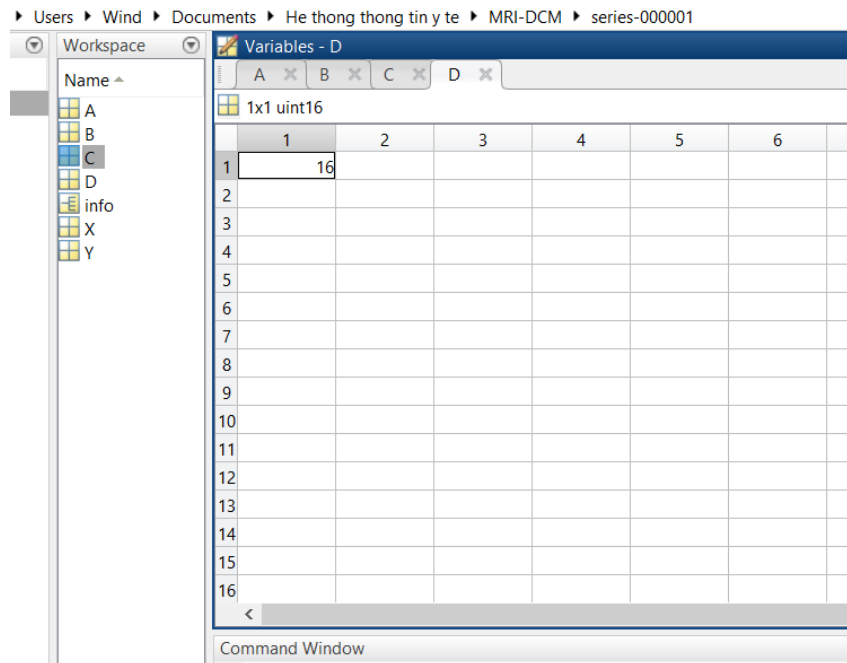 Users Wind Documents He thong thong tin y te MRI-DCM series-000001
Workspace
Name
A
B
C
D
info
X
Y
Variables - D
A B C D
1x1 uint16
1 2 3 4 5 6
1 16
2
3
4
5
6
7
8
9
10
11
12
13
14
15
16
Command Window